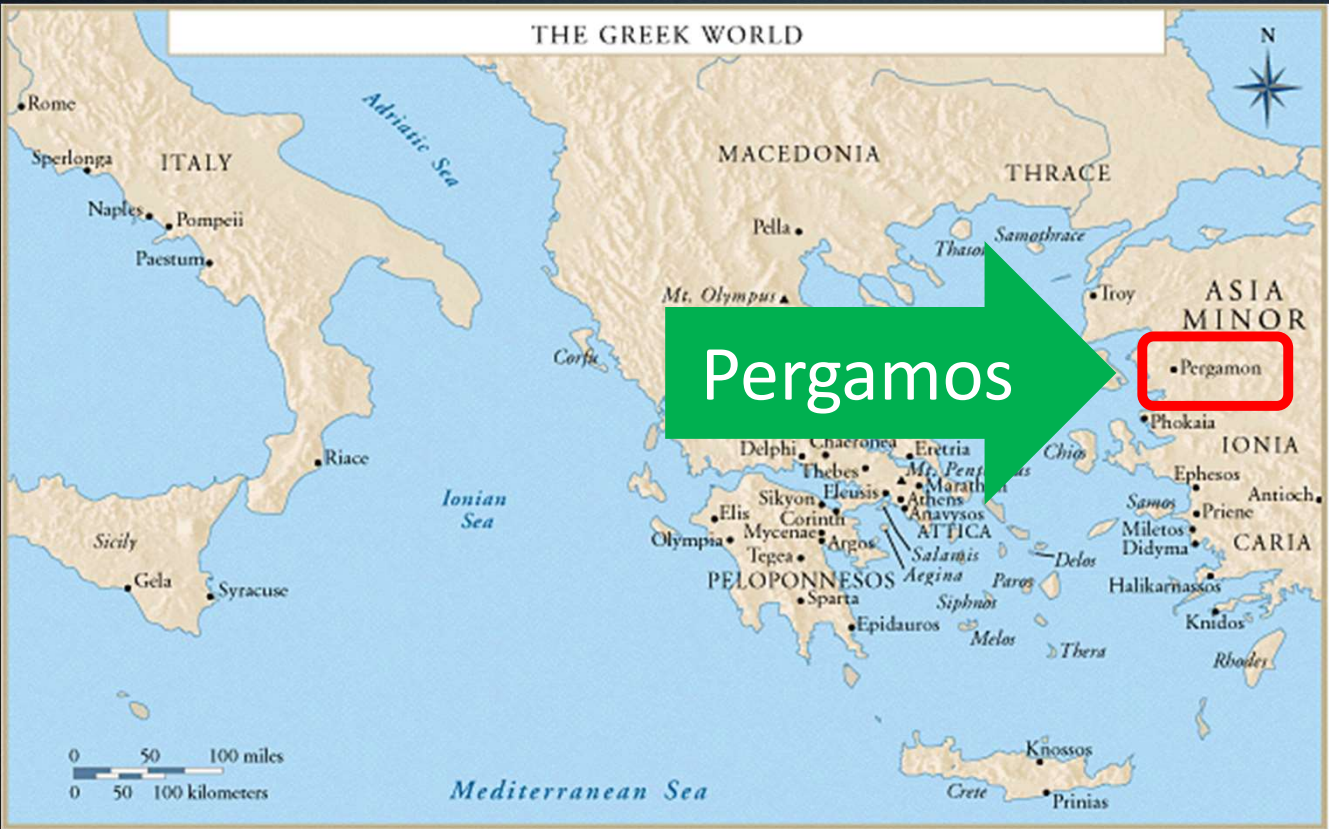 THE GREEK WORLD
N
Rome
Adriatic Sea
Sperlonga
ITALY
MACEDONIA
THRACE
Naples
Pompeii
Pella
Samothrace
Thasos
Paestum
Mt. Olympus
Troy
ASIA
MINOR
Corfu
Pergamos
Pergamon
Phokaia
Delphi
Chaeronea
Eretria
Chios
IONIA
Riace
Thebes
Mt. Pentelikos
Ephesos
Ionian
Sea
Sikyon
Eleusis
Marathon
Athens
Samos
Antioch
Elis
Corinth
Anavysos
Priene
Sicily
Olympia
Mycenae
Argos
ATTICA
Miletos
Didyma
CARIA
Tegea
Salamis
Delos
Gela
Syracuse
PELOPONNESOS
Aegina
Paros
Halikarnassos
Sparta
Siphnos
Knidos
Epidauros
Melos
Thera
Rhodes
0 50 100 miles
0 50 100 kilometers
Mediterranean Sea
Knossos
Crete
Prinias